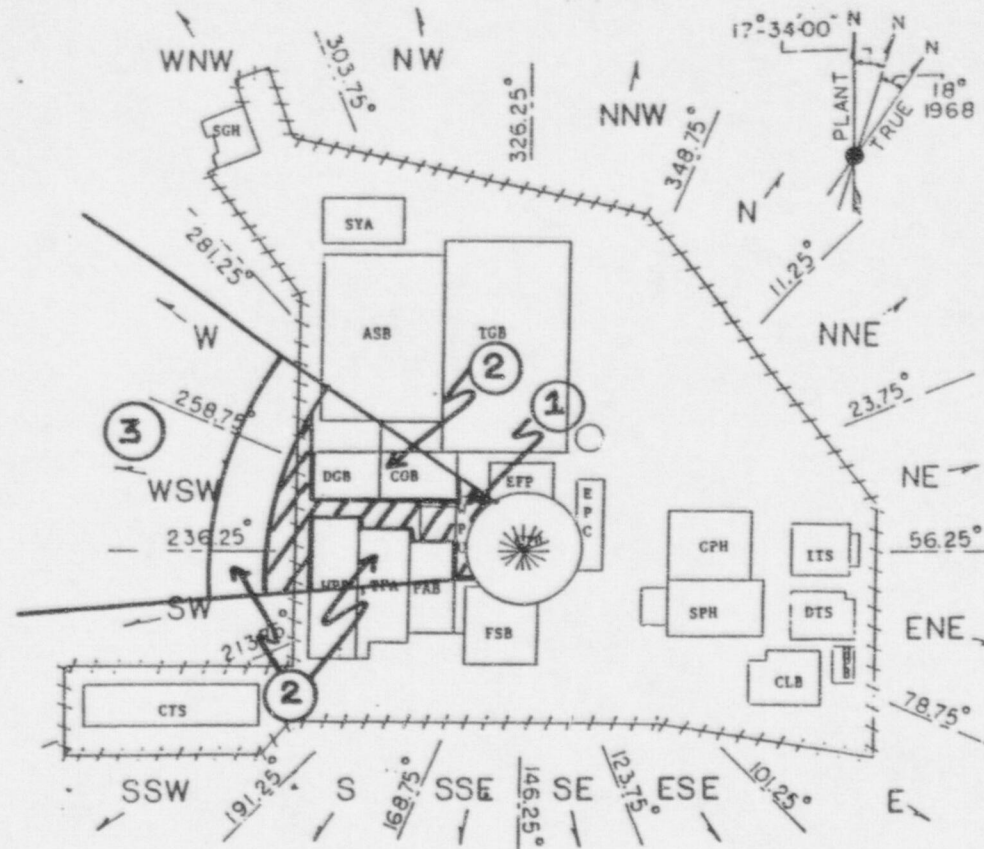 WNW
303.75°
NW
326.25°
NNW
348.75°
17°-34'-00"
N
N
N
PLANT
TRUE
18°
1968
SGH
N
SYA
11.25°
281.25°
W
ASB
TGB
NNE
2
1
258.75°
3
23.75°
WSW
DGB
COB
EFP
EPC
NE
236.25°
CPH
ITS
56.25°
FAB
SW
SPH
DTS
FSB
ENE
2
CLB
CTS
78.75°
SSW
191.25°
S
168.75°
SSE
146.25°
SE
123.75°
ESE
101.25°
E